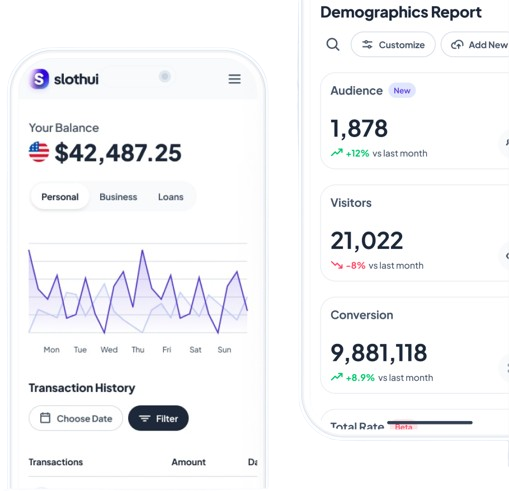 slothui
Your Balance
$42,487.25
Personal Business Loans
Mon Tue Wed Thu Fri Sat Sun
Transaction History
Choose Date Filter
Transactions Amount
Demographics Report
Customize Add New
Audience New
1,878
+12% vs last month
Visitors
21,022
-8% vs last month
Conversion
9,881,118
+8.9% vs last month
Total Rate Beta